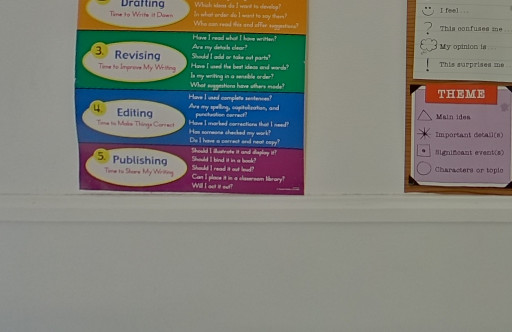 Drafting
Time to Write it Down
Which ideas do I want to develop?
In what order do I want to say them?
Who can read this and offer suggestions?
3.
Revising
Time to Improve My Writing
Have I read what I have written?
Are my details clear?
Should I add or take out parts?
Have I used the best ideas and words?
Is my writing in a sensible order?
What suggestions have others made?
4.
Editing
Time to Make Things Correct
Have I used complete sentences?
Are my spelling, capitalization, and
punctuation correct?
Have I marked corrections that I need?
Has someone checked my work?
Do I have a correct and neat copy?
5.
Publishing
Time to Share My Writing
Should I illustrate it and display it?
Should I bind it in a book?
Should I read it out loud?
Can I place it in a classroom library?
Will I act it out?
I feel...
? This confuses me
My opinion is...
! This surprises me
THEME
Main idea
Important detail(s)
Significant event(s)
Characters or topic